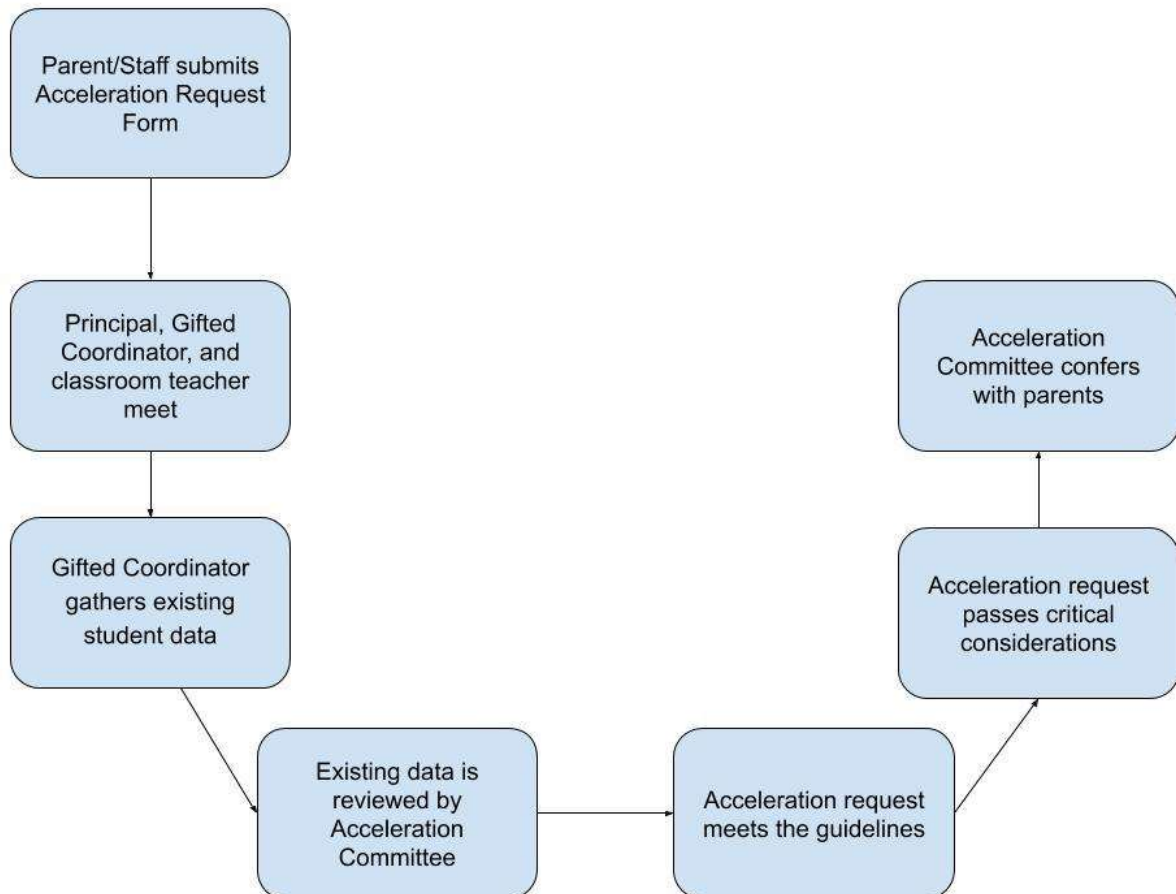 Parent/Staff submits
Acceleration Request
Form
Principal, Gifted
Coordinator, and
classroom teacher
meet
Gifted Coordinator
gathers existing
student data
Existing data is
reviewed by
Acceleration
Committee
Acceleration request
meets the guidelines
Acceleration request
passes critical
considerations
Acceleration
Committee confers
with parents